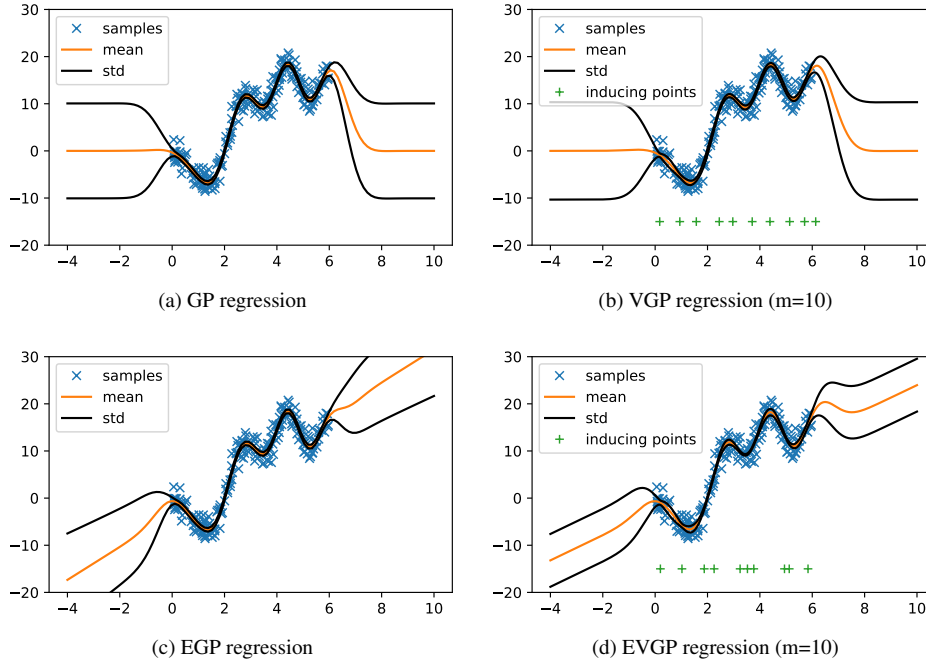 30
20
10
0
−10
−20
samples
mean
std
−4 −2 0 2 4 6 8 10
(a) GP regression
30
20
10
0
−10
−20
samples
mean
std
inducing points
−4 −2 0 2 4 6 8 10
(b) VGP regression (m=10)
30
20
10
0
−10
−20
samples
mean
std
−4 −2 0 2 4 6 8 10
(c) EGP regression
30
20
10
0
−10
−20
samples
mean
std
inducing points
−4 −2 0 2 4 6 8 10
(d) EVGP regression (m=10)